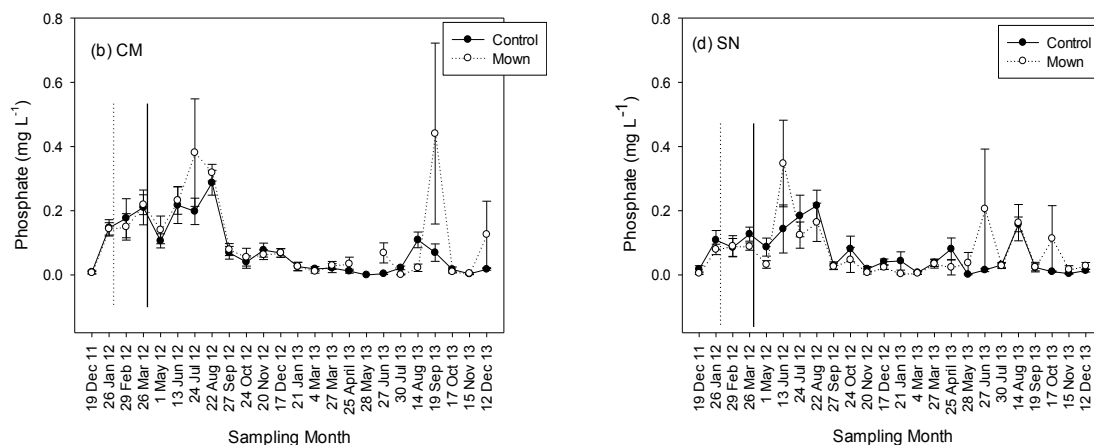 (b) CM
Control
Mown
Phosphate (mg L-1)
0.8
0.6
0.4
0.2
0.0
19 Dec 11
26 Jan 12
29 Feb 12
26 Mar 12
1 May 12
13 Jun 12
24 Jul 12
22 Aug 12
27 Sep 12
24 Oct 12
20 Nov 12
17 Dec 12
21 Jan 13
4 Mar 13
27 Mar 13
25 April 13
28 May 13
27 Jun 13
30 Jul 13
14 Aug 13
19 Sep 13
17 Oct 13
15 Nov 13
12 Dec 13
Sampling Month
(d) SN
Control
Mown
Phosphate (mg L-1)
0.8
0.6
0.4
0.2
0.0
19 Dec 11
26 Jan 12
29 Feb 12
26 Mar 12
1 May 12
13 Jun 12
24 Jul 12
22 Aug 12
27 Sep 12
24 Oct 12
20 Nov 12
17 Dec 12
21 Jan 13
4 Mar 13
27 Mar 13
25 April 13
28 May 13
27 Jun 13
30 Jul 13
14 Aug 13
19 Sep 13
17 Oct 13
15 Nov 13
12 Dec 13
Sampling Month